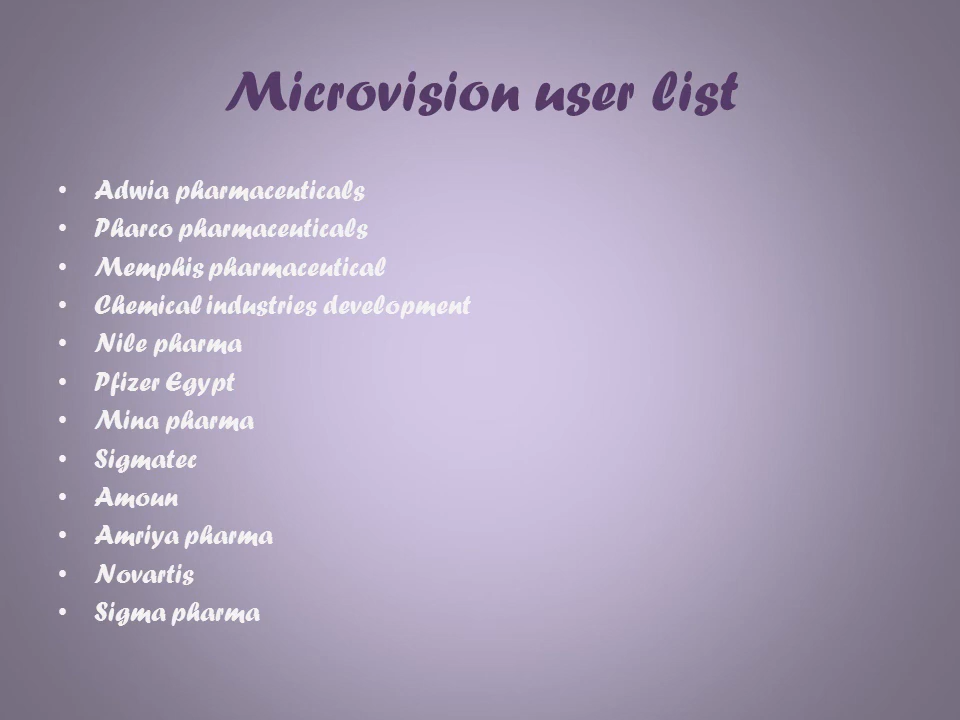 Microvision user list
• Adwia pharmaceuticals
• Pharco pharmaceuticals
• Memphis pharmaceutical
• Chemical industries development
• Nile pharma
• Pfizer Egypt
• Mina pharma
• Sigmatec
• Amoun
• Amriya pharma
• Novartis
• Sigma pharma